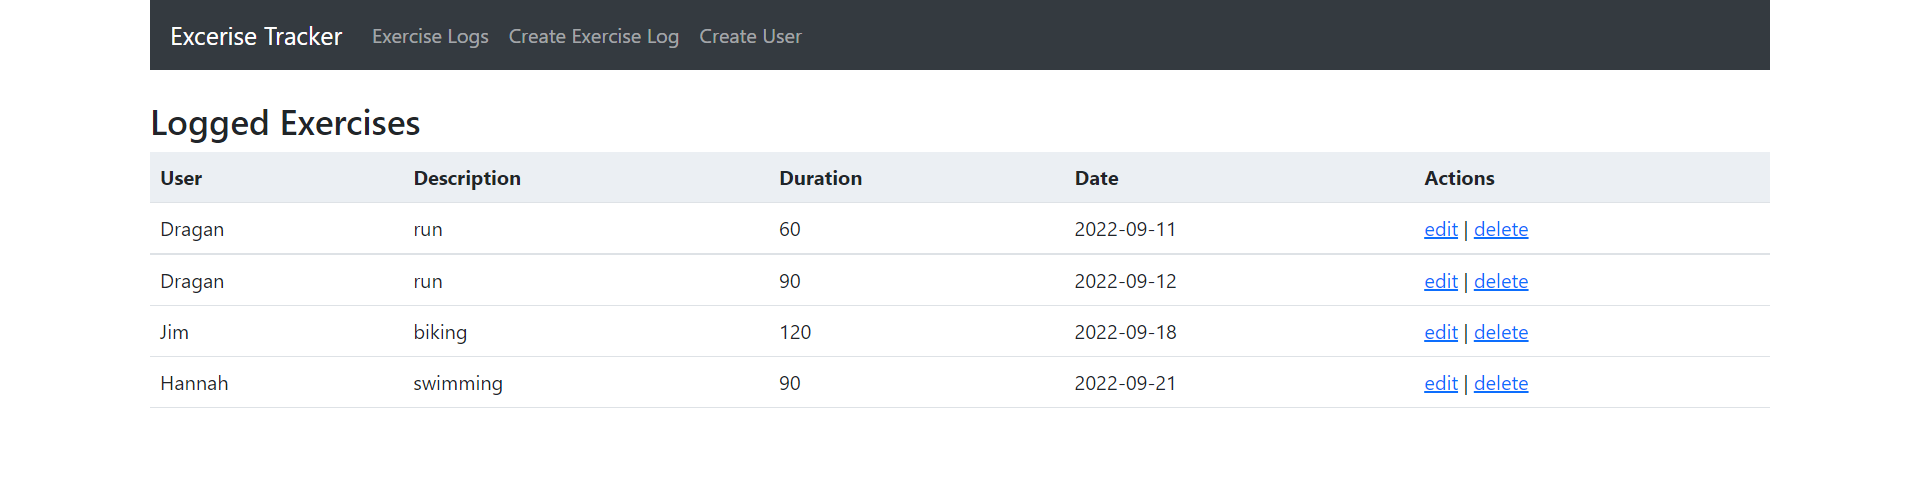 Excerise Tracker Exercise Logs Create Exercise Log Create User
Logged Exercises
User Description Duration Date Actions
Dragan run 60 2022-09-11 edit | delete
Dragan run 90 2022-09-12 edit | delete
Jim biking 120 2022-09-18 edit | delete
Hannah swimming 90 2022-09-21 edit | delete